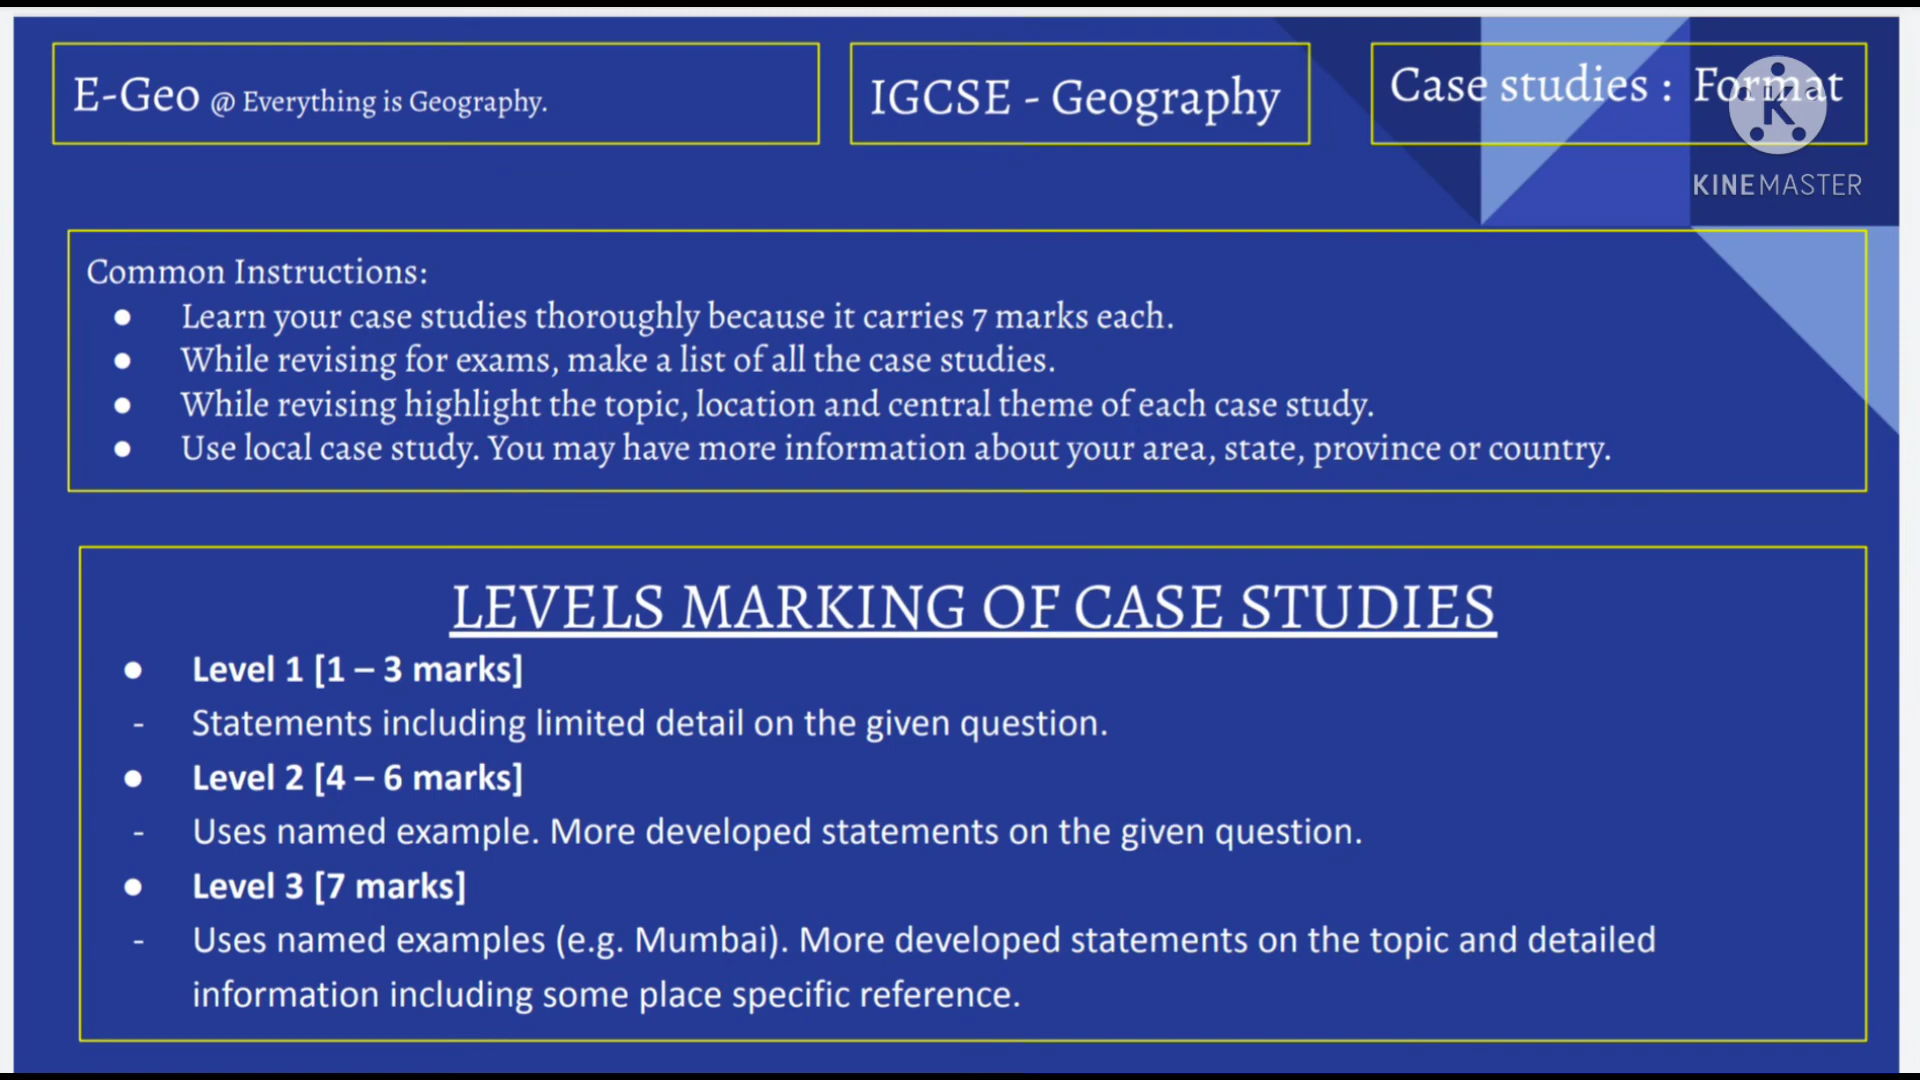 E-Geo @ Everything is Geography.
IGCSE - Geography
Case studies : Format
KINEMASTER
Common Instructions:
● Learn your case studies thoroughly because it carries 7 marks each.
● While revising for exams, make a list of all the case studies.
● While revising highlight the topic, location and central theme of each case study.
● Use local case study. You may have more information about your area, state, province or country.
LEVELS MARKING OF CASE STUDIES
● Level 1 [1 – 3 marks]
- Statements including limited detail on the given question.
● Level 2 [4 – 6 marks]
- Uses named example. More developed statements on the given question.
● Level 3 [7 marks]
- Uses named examples (e.g. Mumbai). More developed statements on the topic and detailed
information including some place specific reference.